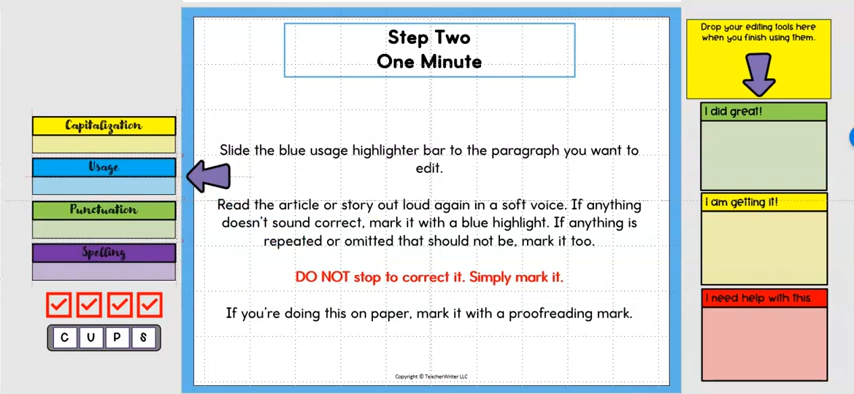 Step Two
One Minute
Drop your editing tools here
when you finish using them.
Capitalization
Usage
Punctuation
Spelling
C U P S
Slide the blue usage highlighter bar to the paragraph you want to
edit.
Read the article or story out loud again in a soft voice. If anything
doesn't sound correct, mark it with a blue highlight. If anything is
repeated or omitted that should not be, mark it too.
DO NOT stop to correct it. Simply mark it.
If you're doing this on paper, mark it with a proofreading mark.
Copyright © TeacherWriter LLC
I did great!
I am getting it!
I need help with this